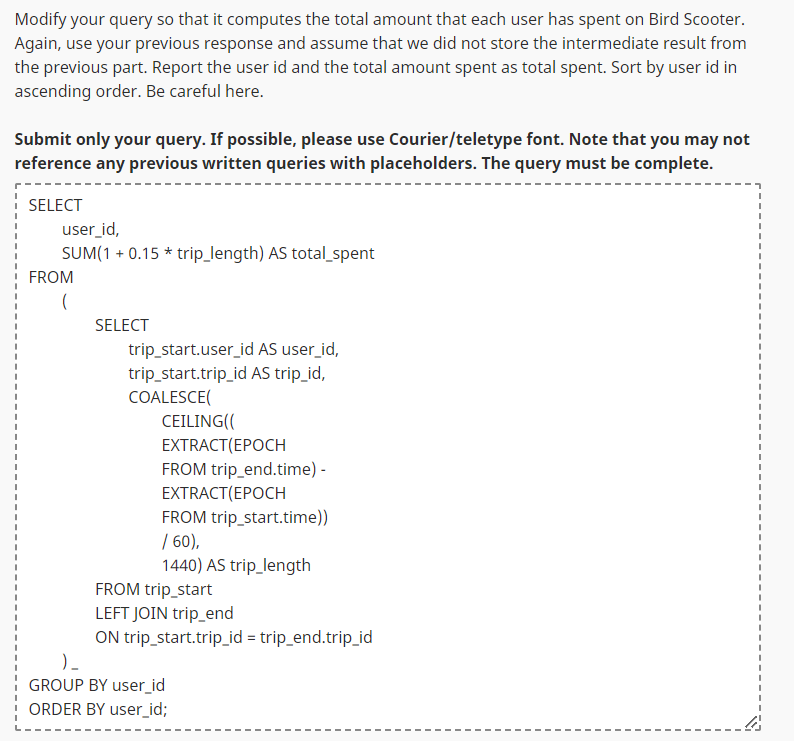 Modify your query so that it computes the total amount that each user has spent on Bird Scooter.
Again, use your previous response and assume that we did not store the intermediate result from
the previous part. Report the user id and the total amount spent as total spent. Sort by user id in
ascending order. Be careful here.
Submit only your query. If possible, please use Courier/teletype font. Note that you may not
reference any previous written queries with placeholders. The query must be complete.
SELECT
user_id,
SUM(1 + 0.15 * trip_length) AS total_spent
FROM
(
SELECT
trip_start.user_id AS user_id,
trip_start.trip_id AS trip_id,
COALESCE(
CEILING((
EXTRACT(EPOCH
FROM trip_end.time) -
EXTRACT(EPOCH
FROM trip_start.time))
/ 60),
1440) AS trip_length
FROM trip_start
LEFT JOIN trip_end
ON trip_start.trip_id = trip_end.trip_id
) _
GROUP BY user_id
ORDER BY user_id;